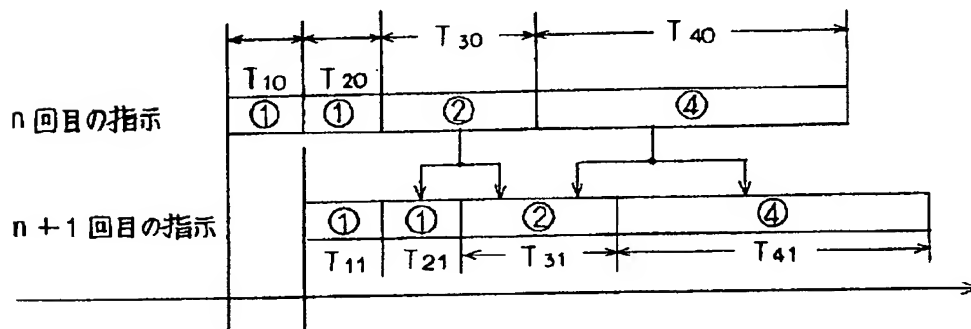 T30 T40
T10 T20
n回目の指示 ① ① ② ④
n+1回目の指示 ① ① ② ④
T11 T21 T31 T41